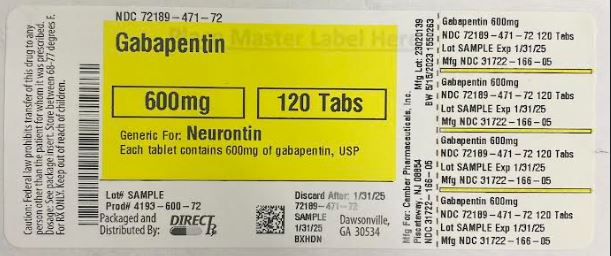 NDC 72189-471-72
Place Master Label Here
Gabapentin
600mg
120 Tabs
Generic For: Neurontin
Each tablet contains 600mg of gabapentin, USP
Caution: Federal law prohibits transfer of this drug to any
person other than the patient for whom it was prescribed.
Dosage: See package insert. Store between 68-77 degrees F.
For RX ONLY. Keep out of reach of children.
Lot# SAMPLE
Prod# 4193-600-72
Packaged and
Distributed By:
DIRECT Rx
Discard After: 1/31/25
72189-471-72
SAMPLE
1/31/25
BXHDN
Dawsonville,
GA 30534
Mfg For: Camber Pharmaceuticals, Inc.
Piscataway, NJ 08854
NDC 31722-166-05
Mfg Lot: 23020139
BW 5/15/2023 1550263
Gabapentin 600mg
NDC 72189-471-72 120 Tabs
Lot SAMPLE Exp 1/31/25
Mfg NDC 31722-166-05
Gabapentin 600mg
NDC 72189-471-72 120 Tabs
Lot SAMPLE Exp 1/31/25
Mfg NDC 31722-166-05
Gabapentin 600mg
NDC 72189-471-72 120 Tabs
Lot SAMPLE Exp 1/31/25
Mfg NDC 31722-166-05
Gabapentin 600mg
NDC 72189-471-72 120 Tabs
Lot SAMPLE Exp 1/31/25
Mfg NDC 31722-166-05